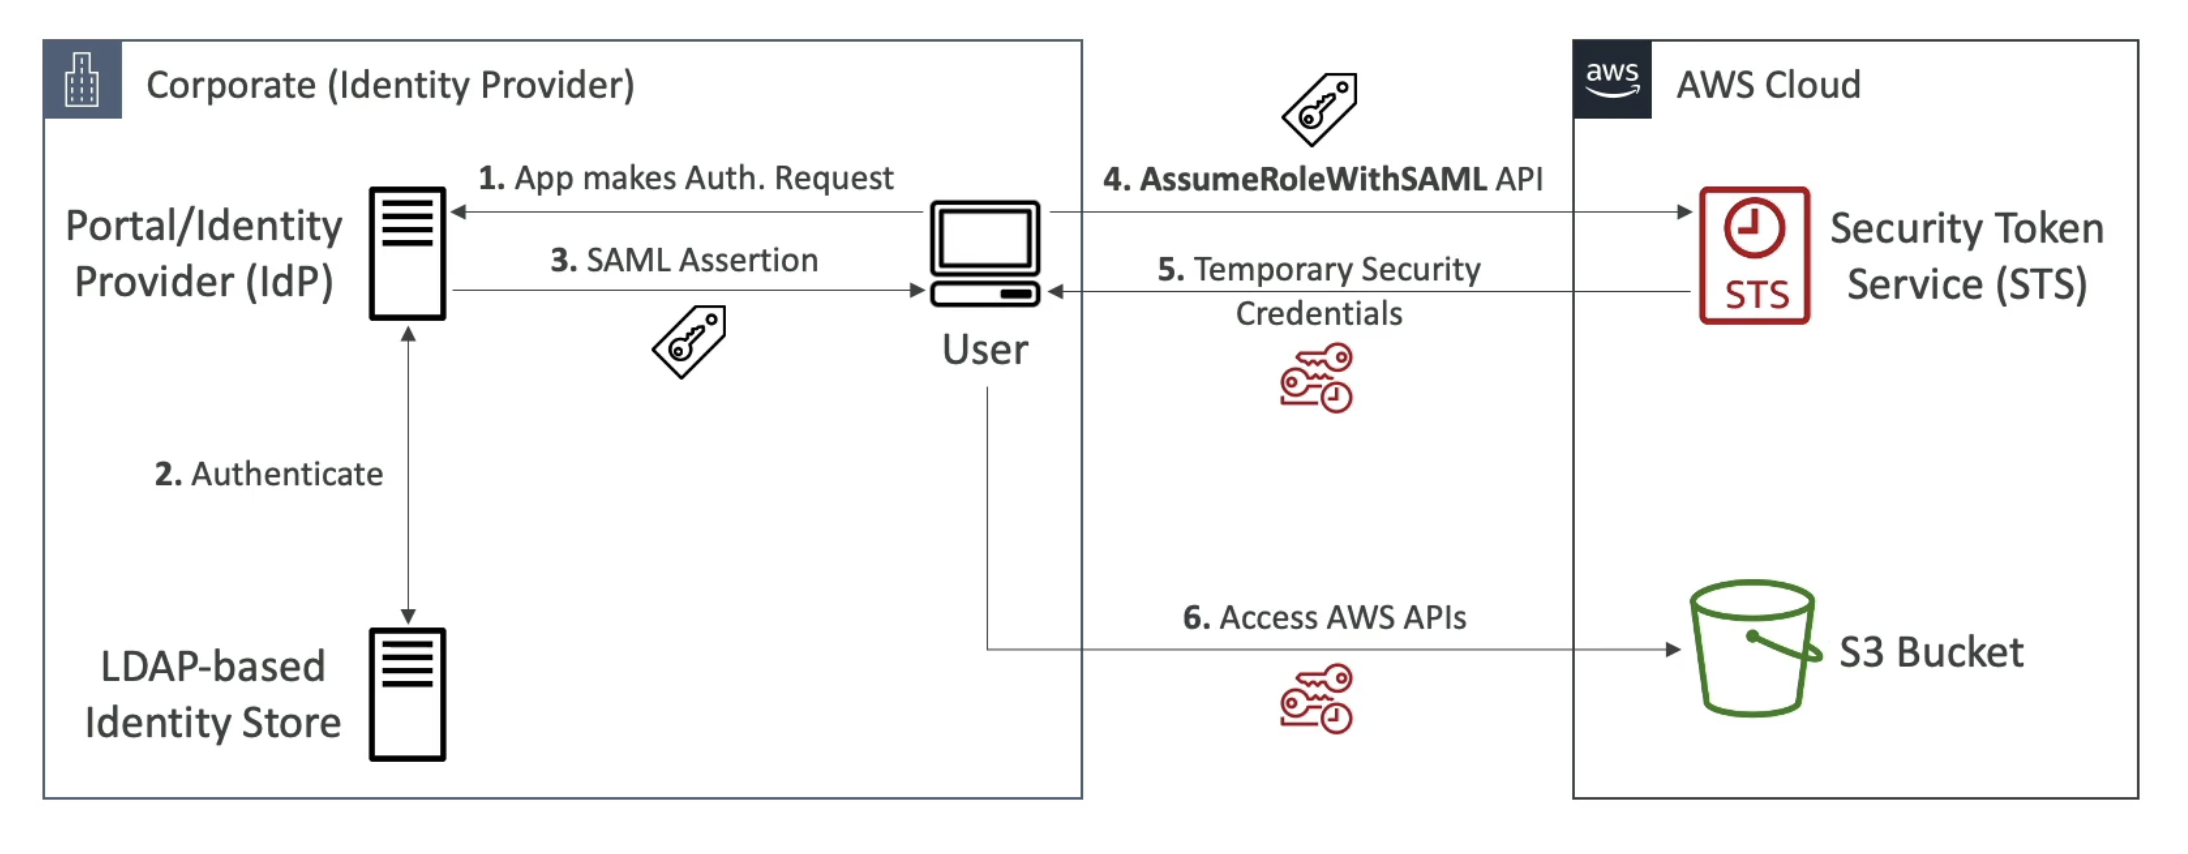 Corporate (Identity Provider)
aws
AWS Cloud
1. App makes Auth. Request
4. AssumeRoleWithSAML API
Portal/Identity
Provider (IdP)
3. SAML Assertion
5. Temporary Security
Credentials
STS
Security Token
Service (STS)
User
2. Authenticate
6. Access AWS APIs
LDAP-based
Identity Store
S3 Bucket